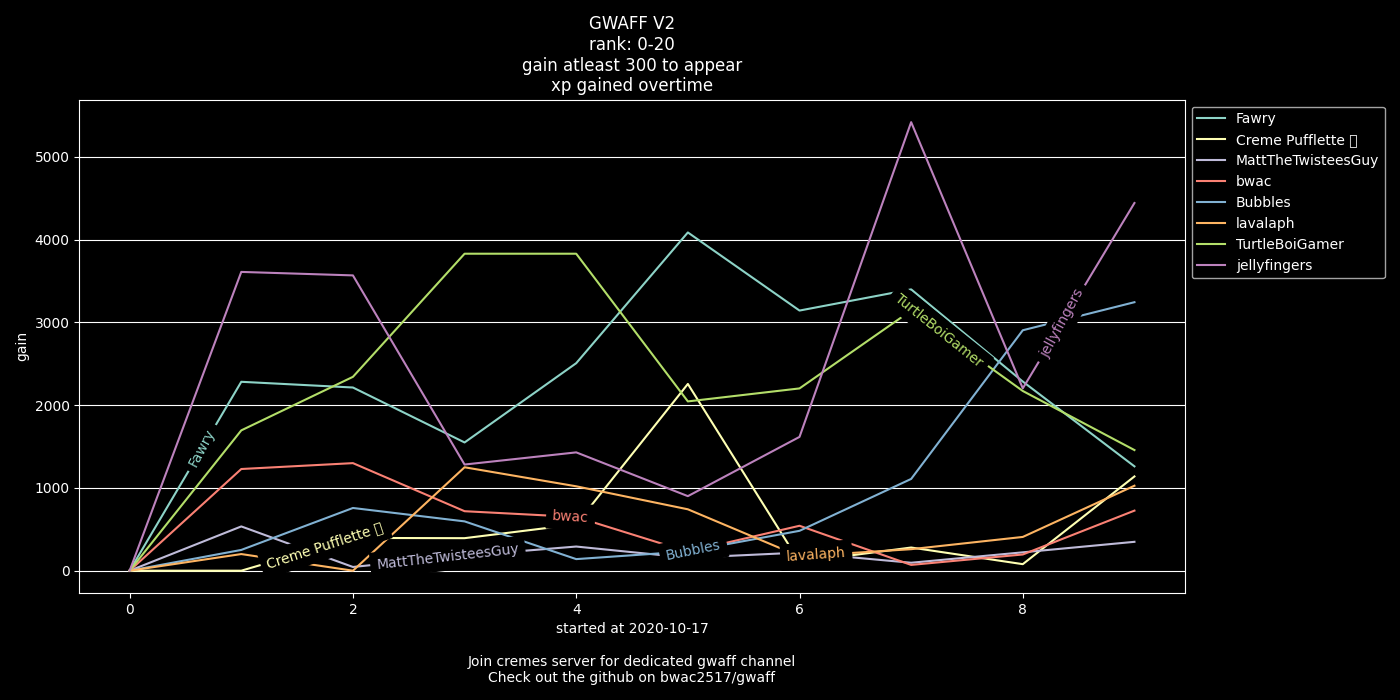 GWAFF V2
rank: 0-20
gain atleast 300 to appear
xp gained overtime
gain
5000
4000
3000
2000
1000
0
0
2
4
6
8
Fawry
Creme Pufflette
MattTheTwisteesGuy
bwac
Bubbles
lavalaph
TurtleBoiGamer
jellyfingers
Fawry
Creme Pufflette
MattTheTwisteesGuy
bwac
Bubbles
lavalaph
TurtleBoiGamer
jellyfingers
started at 2020-10-17
Join cremes server for dedicated gwaff channel
Check out the github on bwac2517/gwaff